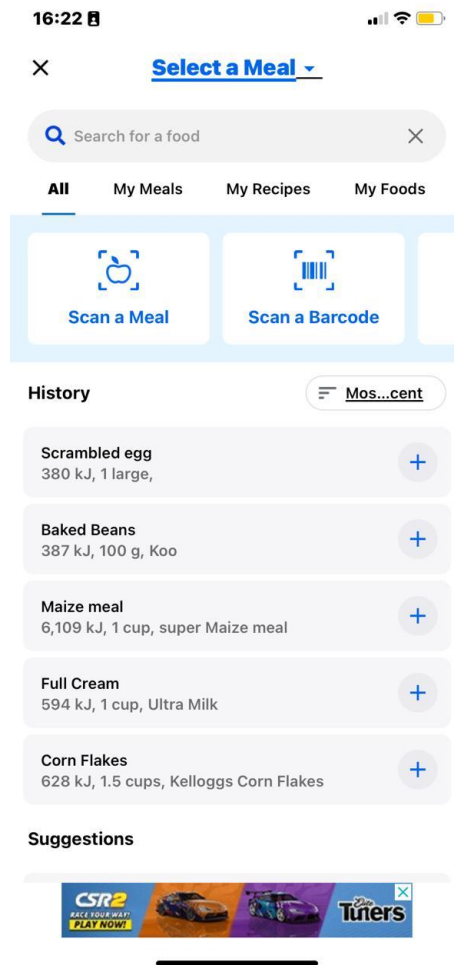 16:22
Select a Meal
Search for a food
All My Meals My Recipes My Foods
Scan a Meal Scan a Barcode
History Mos...cent
Scrambled egg
380 kJ, 1 large,
Baked Beans
387 kJ, 100 g, Koo
Maize meal
6,109 kJ, 1 cup, super Maize meal
Full Cream
594 kJ, 1 cup, Ultra Milk
Corn Flakes
628 kJ, 1.5 cups, Kelloggs Corn Flakes
Suggestions
CSR2
RACE YOUR WAY!
PLAY NOW!
Elite
Tuners